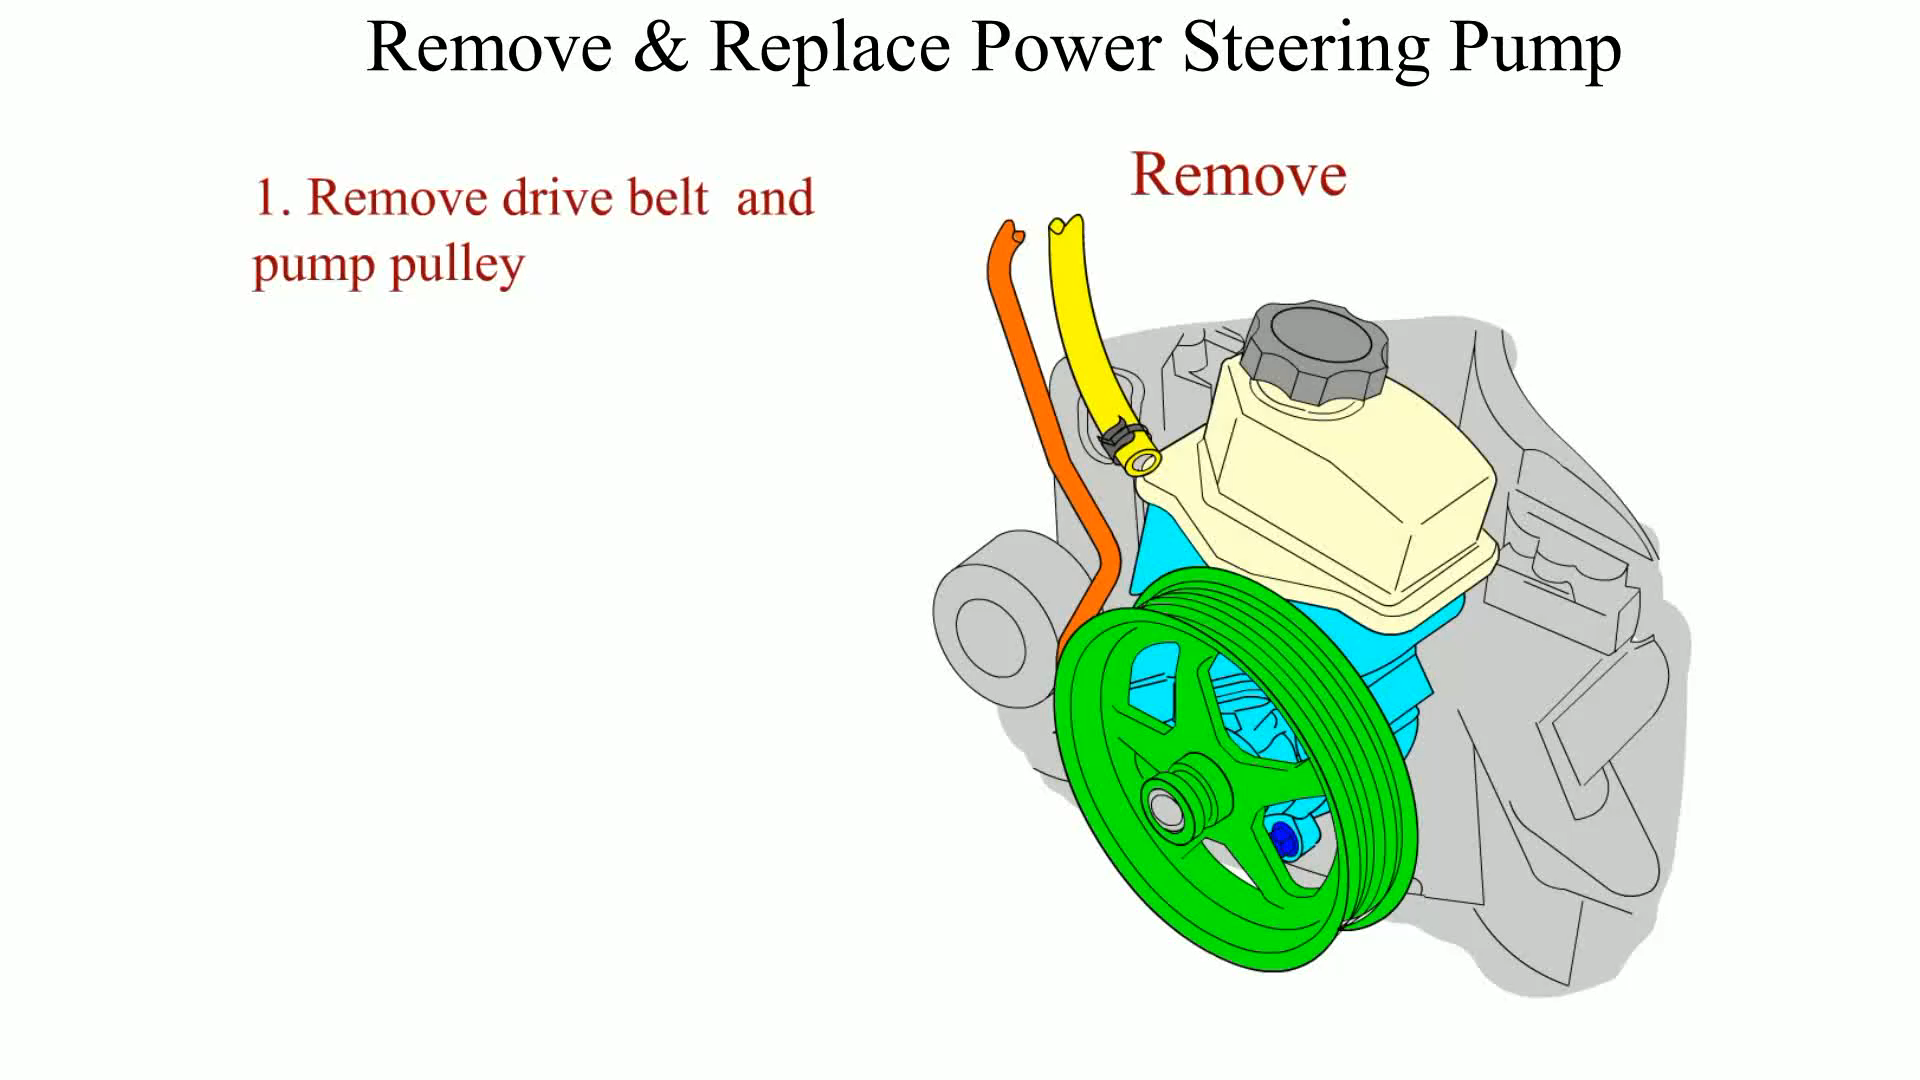 Remove & Replace Power Steering Pump
Remove
1. Remove drive belt and
pump pulley